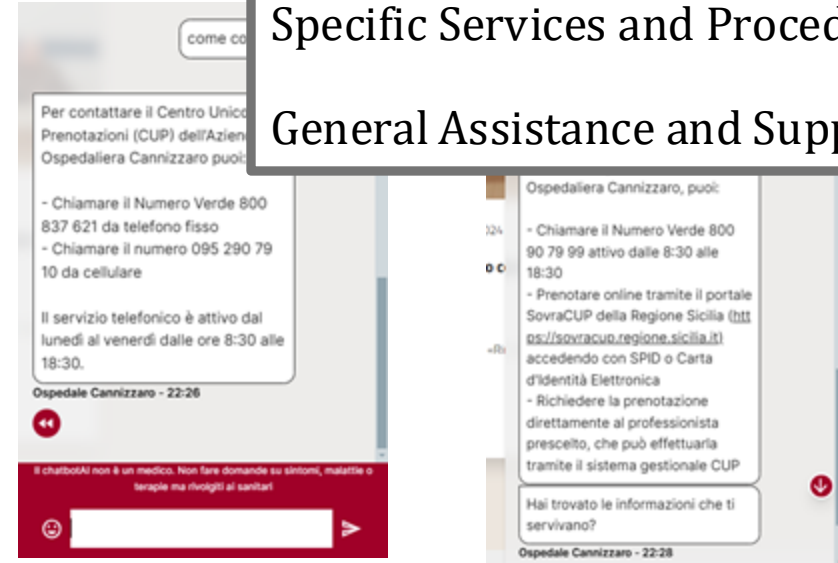 Specific Services and Proced
General Assistance and Supp
come co
Per contattare il Centro Unico
Prenotazioni (CUP) dell'Azien
Ospedaliera Cannizzaro puoi:
- Chiamare il Numero Verde 800
837 621 da telefono fisso
- Chiamare il numero 095 290 79
10 da cellulare
Il servizio telefonico è attivo dal
lunedì al venerdì dalle ore 8:30 alle
18:30.
Ospedale Cannizzaro - 22:26
Il chatbotAI non è un medico. Non fare domande su sintomi, malattie o
terapie ma rivolgiti ai sanitari
Ospedaliera Cannizzaro, puoi:
- Chiamare il Numero Verde 800
90 79 99 attivo dalle 8:30 alle
18:30
- Prenotare online tramite il portale
SovraCUP della Regione Sicilia (htt
ps://sovracup.regione.sicilia.it)
accedendo con SPID o Carta
d'Identità Elettronica
- Richiedere la prenotazione
direttamente al professionista
prescelto, che può effettuarla
tramite il sistema gestionale CUP
Hai trovato le informazioni che ti
servivano?
Ospedale Cannizzaro - 22:28